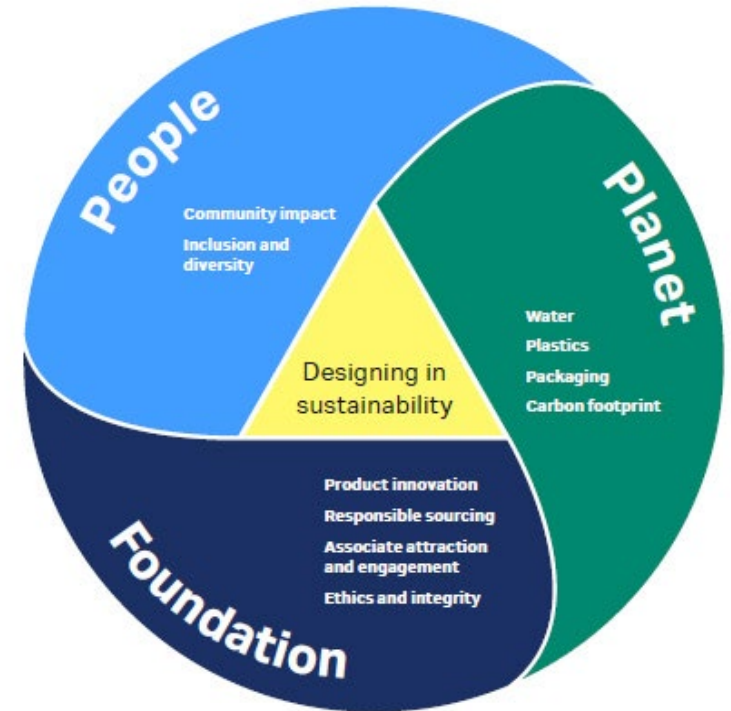 People
Community impact
Inclusion and
diversity
Planet
Water
Plastics
Packaging
Carbon footprint
Designing in
sustainability
Foundation
Product innovation
Responsible sourcing
Associate attraction
and engagement
Ethics and integrity